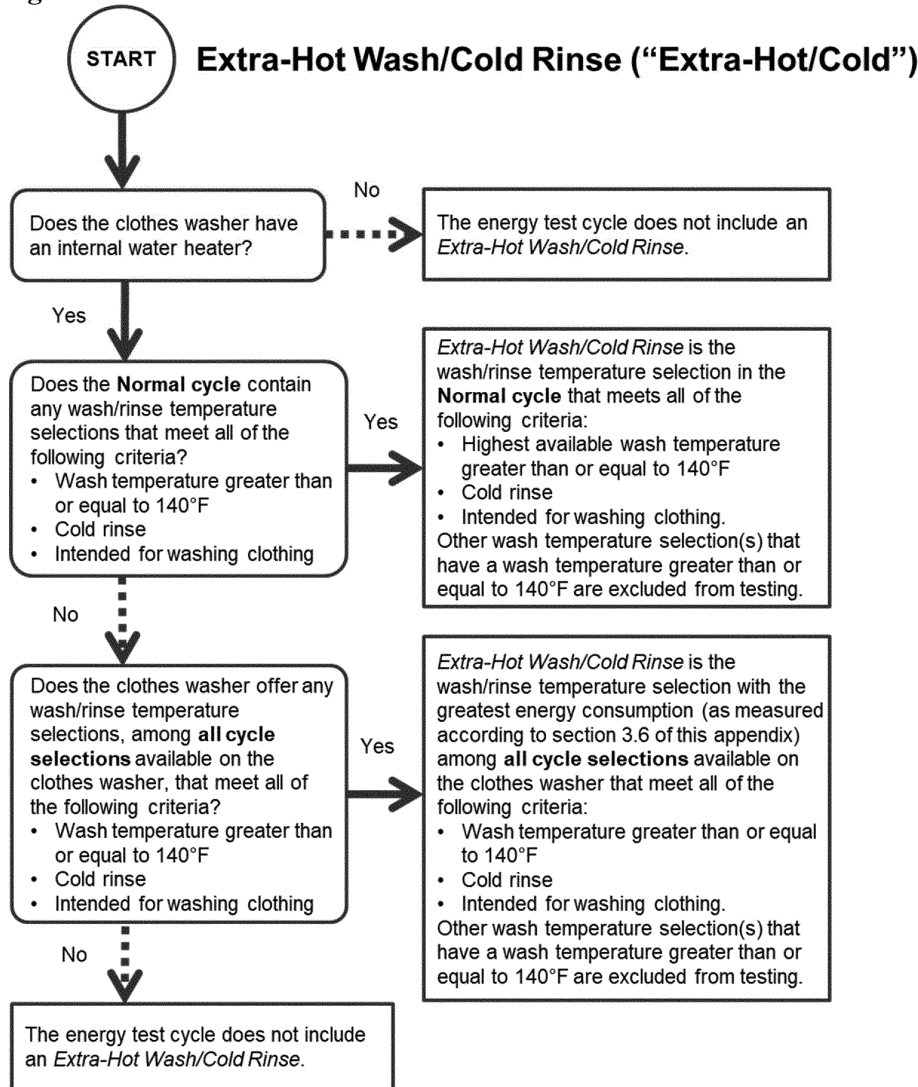 START
Extra-Hot Wash/Cold Rinse (“Extra-Hot/Cold”)
Does the clothes washer have
an internal water heater?
No
The energy test cycle does not include an
Extra-Hot Wash/Cold Rinse.
Yes
Does the Normal cycle contain
any wash/rinse temperature
selections that meet all of the
following criteria?
• Wash temperature greater than
or equal to 140°F
• Cold rinse
• Intended for washing clothing
Yes
Extra-Hot Wash/Cold Rinse is the
wash/rinse temperature selection in the
Normal cycle that meets all of the
following criteria:
• Highest available wash temperature
greater than or equal to 140°F
• Cold rinse
• Intended for washing clothing.
Other wash temperature selection(s) that
have a wash temperature greater than or
equal to 140°F are excluded from testing.
No
Does the clothes washer offer any
wash/rinse temperature
selections, among all cycle
selections available on the
clothes washer, that meet all of
the following criteria?
• Wash temperature greater than
or equal to 140°F
• Cold rinse
• Intended for washing clothing
Yes
Extra-Hot Wash/Cold Rinse is the
wash/rinse temperature selection with the
greatest energy consumption (as measured
according to section 3.6 of this appendix)
among all cycle selections available on
the clothes washer that meet all of the
following criteria:
• Wash temperature greater than or equal
to 140°F
• Cold rinse
• Intended for washing clothing.
Other wash temperature selection(s) that
have a wash temperature greater than or
equal to 140°F are excluded from testing.
No
The energy test cycle does not include
an Extra-Hot Wash/Cold Rinse.